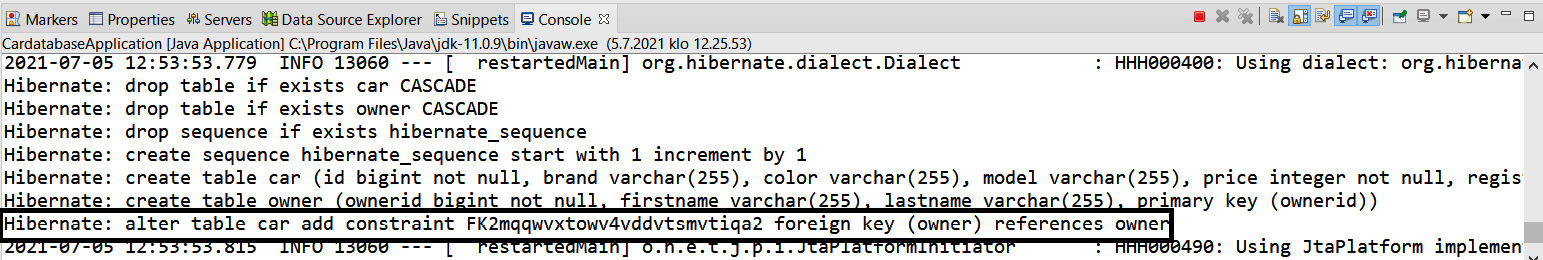 Markers Properties Servers Data Source Explorer Snippets Console
CardatabaseApplication [Java Application] C:\Program Files\Java\jdk-11.0.9\bin\javaw.exe (5.7.2021 klo 12.25.53)
2021-07-05 12:53:53.779 INFO 13060 --- [ restartedMain] org.hibernate.dialect.Dialect : HHH000400: Using dialect: org.hiberna
Hibernate: drop table if exists car CASCADE
Hibernate: drop table if exists owner CASCADE
Hibernate: drop sequence if exists hibernate_sequence
Hibernate: create sequence hibernate_sequence start with 1 increment by 1
Hibernate: create table car (id bigint not null, brand varchar(255), color varchar(255), model varchar(255), price integer not null, regis
Hibernate: create table owner (ownerid bigint not null, firstname varchar(255), lastname varchar(255), primary key (ownerid))
Hibernate: alter table car add constraint FK2mqqwvxtowv4vddvtsmvtiqa2 foreign key (owner) references owner
2021-07-05 12:53:53.815 INFO 13060 --- [ restartedMain] o.h.e.t.j.p.i.JtaPlatformInitiator : HHH000490: Using JtaPlatform implemen